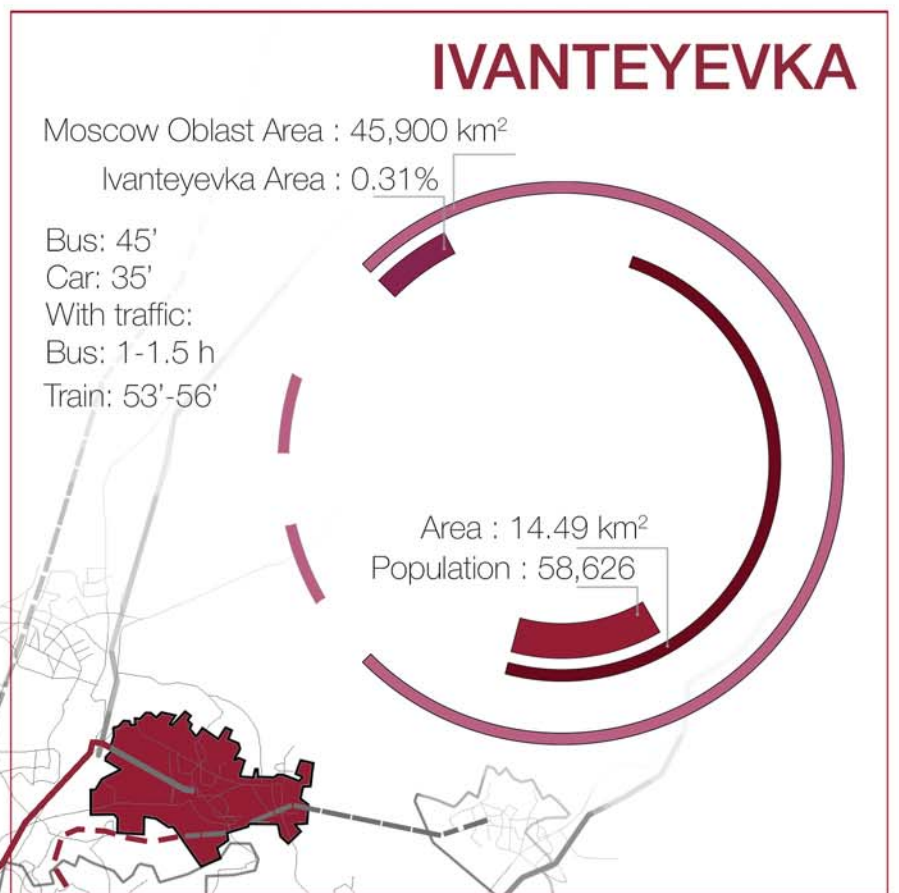 IVANTEYEVKA
Moscow Oblast Area : 45,900 km²
Ivanteyevka Area : 0.31%
Bus: 45’
Car: 35’
With traffic:
Bus: 1-1.5 h
Train: 53’-56’
Area : 14.49 km²
Population : 58,626